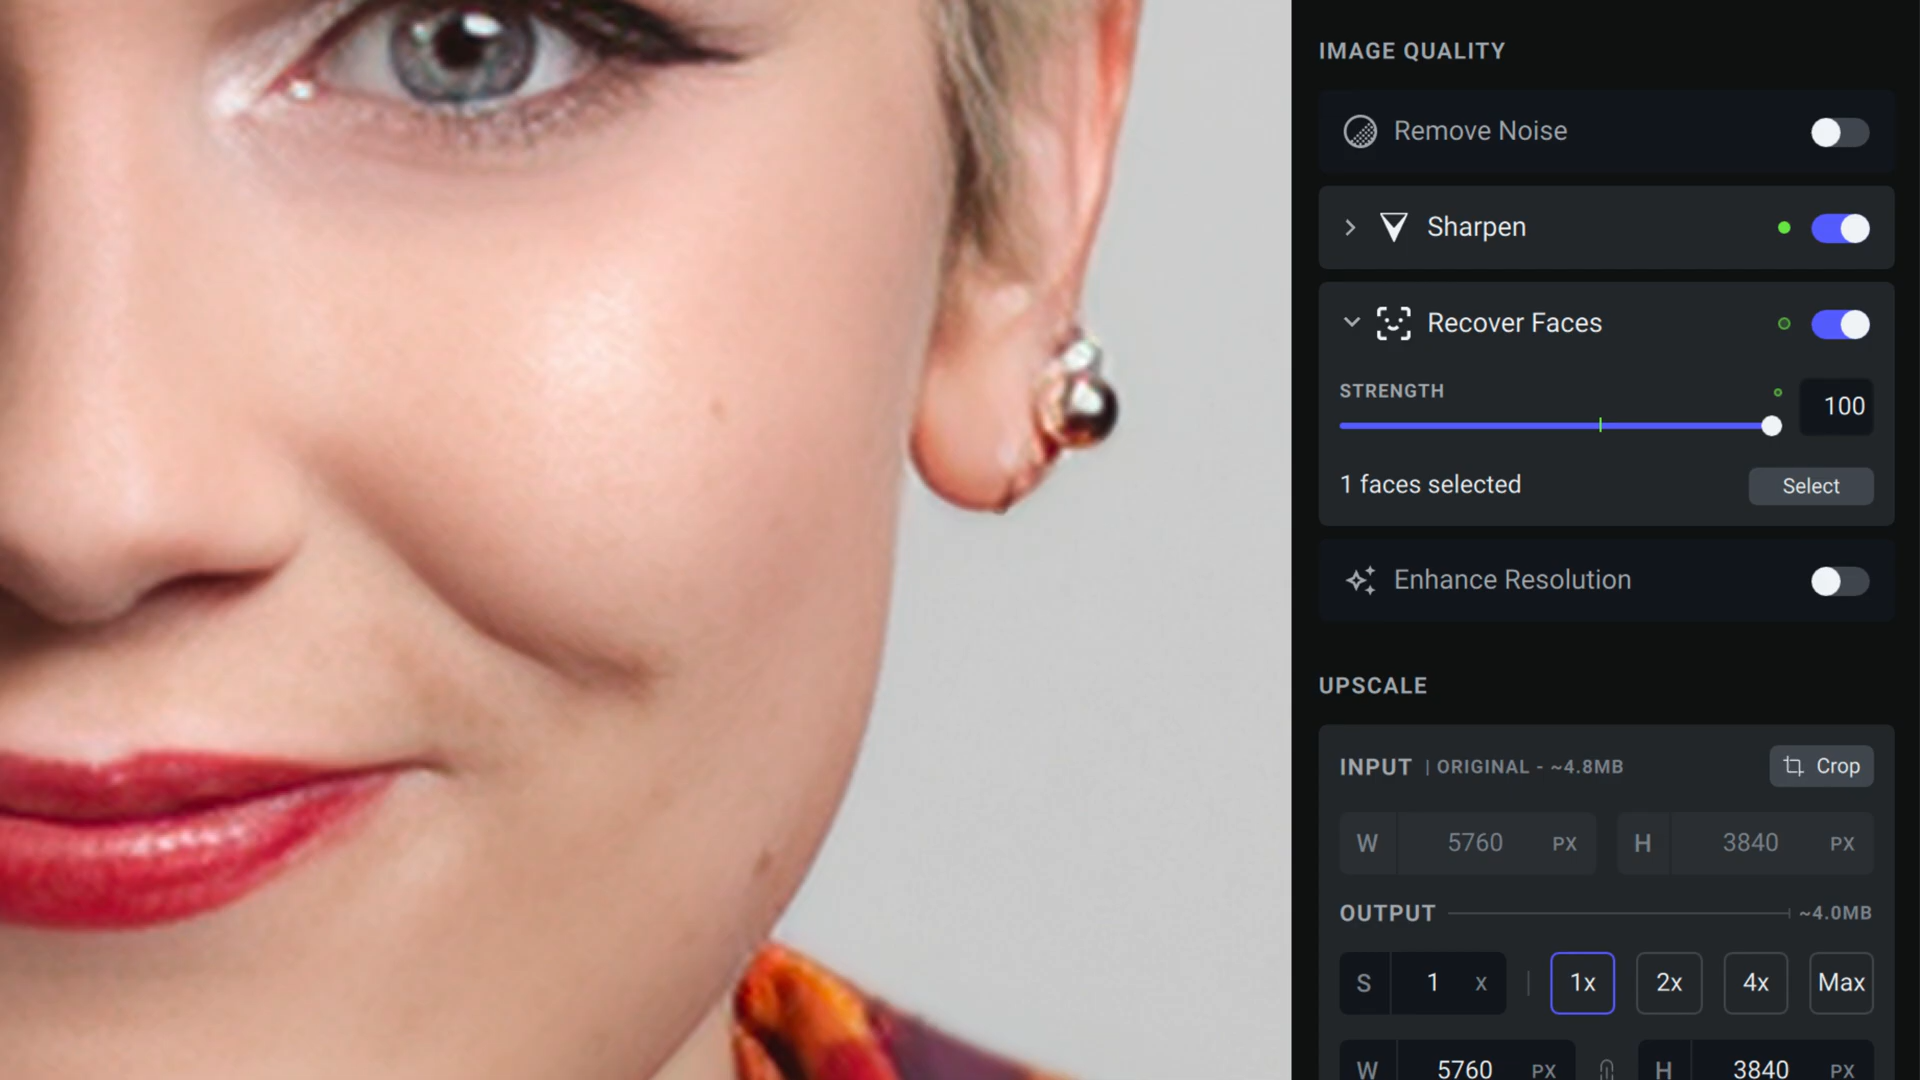 IMAGE QUALITY
Remove Noise
Sharpen
Recover Faces
STRENGTH
100
1 faces selected
Select
Enhance Resolution
UPSCALE
INPUT | ORIGINAL - ~4.8MB
Crop
W 5760 PX H 3840 PX
OUTPUT ~4.0MB
S 1 x | 1x 2x 4x Max
W 5760 PX H 3840 PX